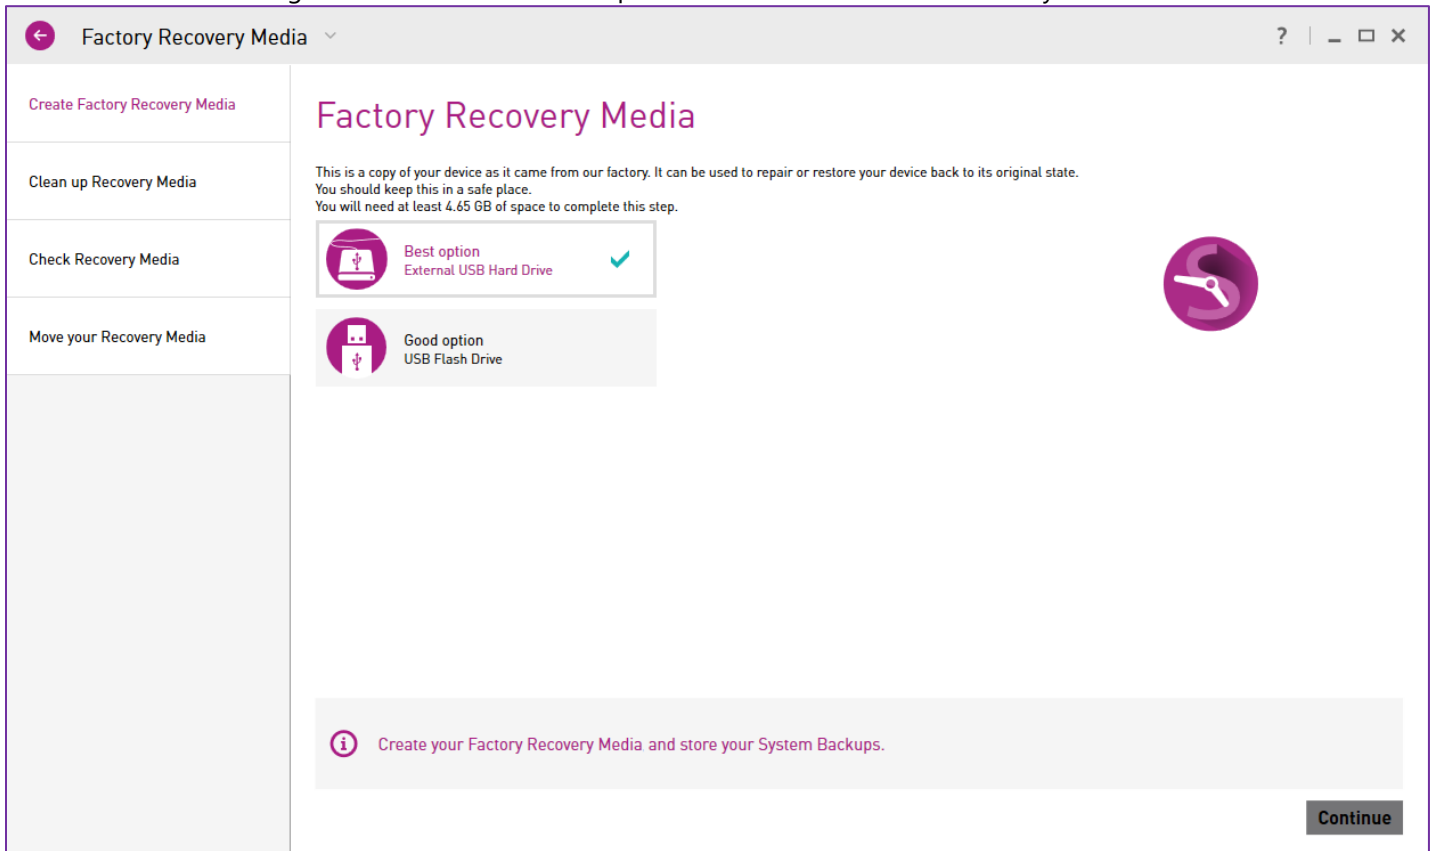 Factory Recovery Media
?
Create Factory Recovery Media
Clean up Recovery Media
Check Recovery Media
Move your Recovery Media
Factory Recovery Media
This is a copy of your device as it came from our factory. It can be used to repair or restore your device back to its original state.
You should keep this in a safe place.
You will need at least 4.65 GB of space to complete this step.
Best option
External USB Hard Drive
Good option
USB Flash Drive
S
Create your Factory Recovery Media and store your System Backups.
Continue